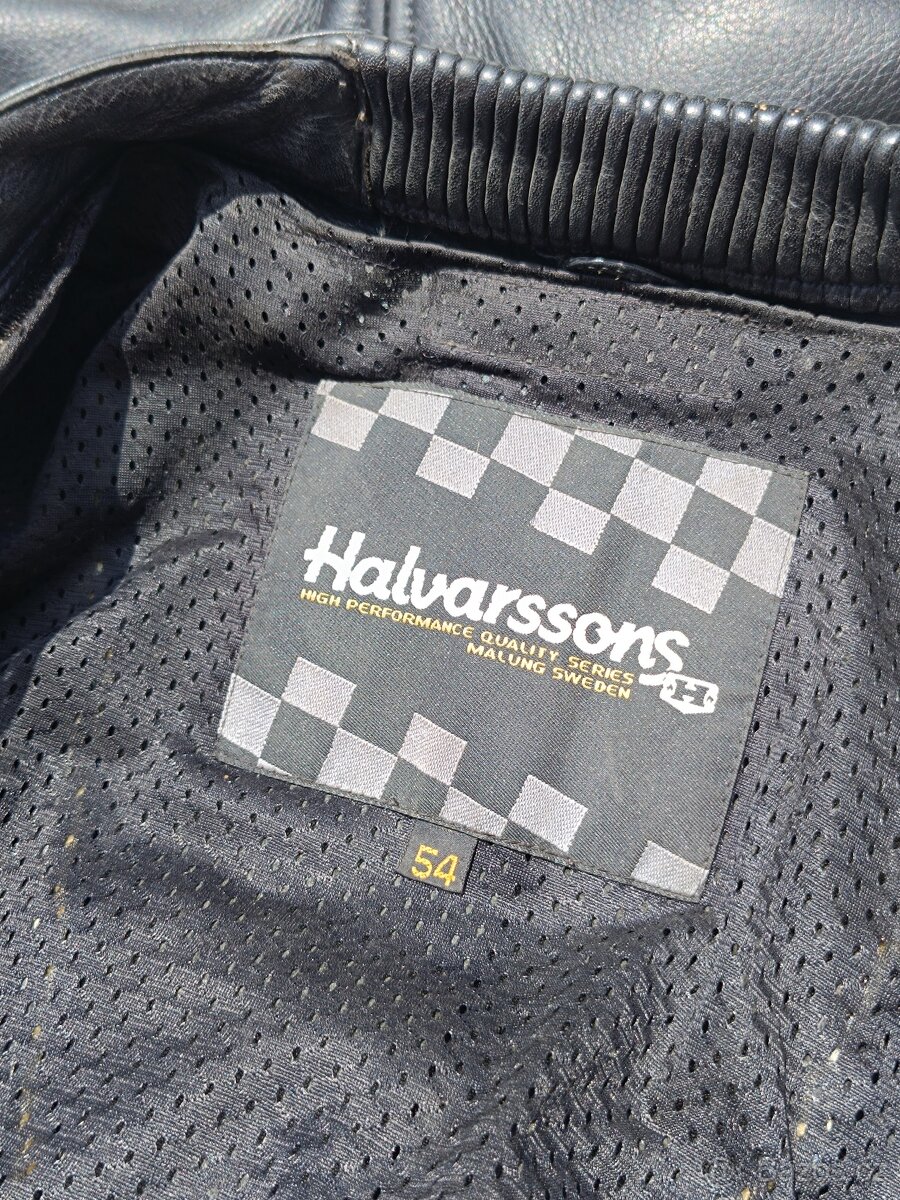 Halvarssons
HIGH PERFORMANCE QUALITY SERIES
MALUNG SWEDEN
H
54